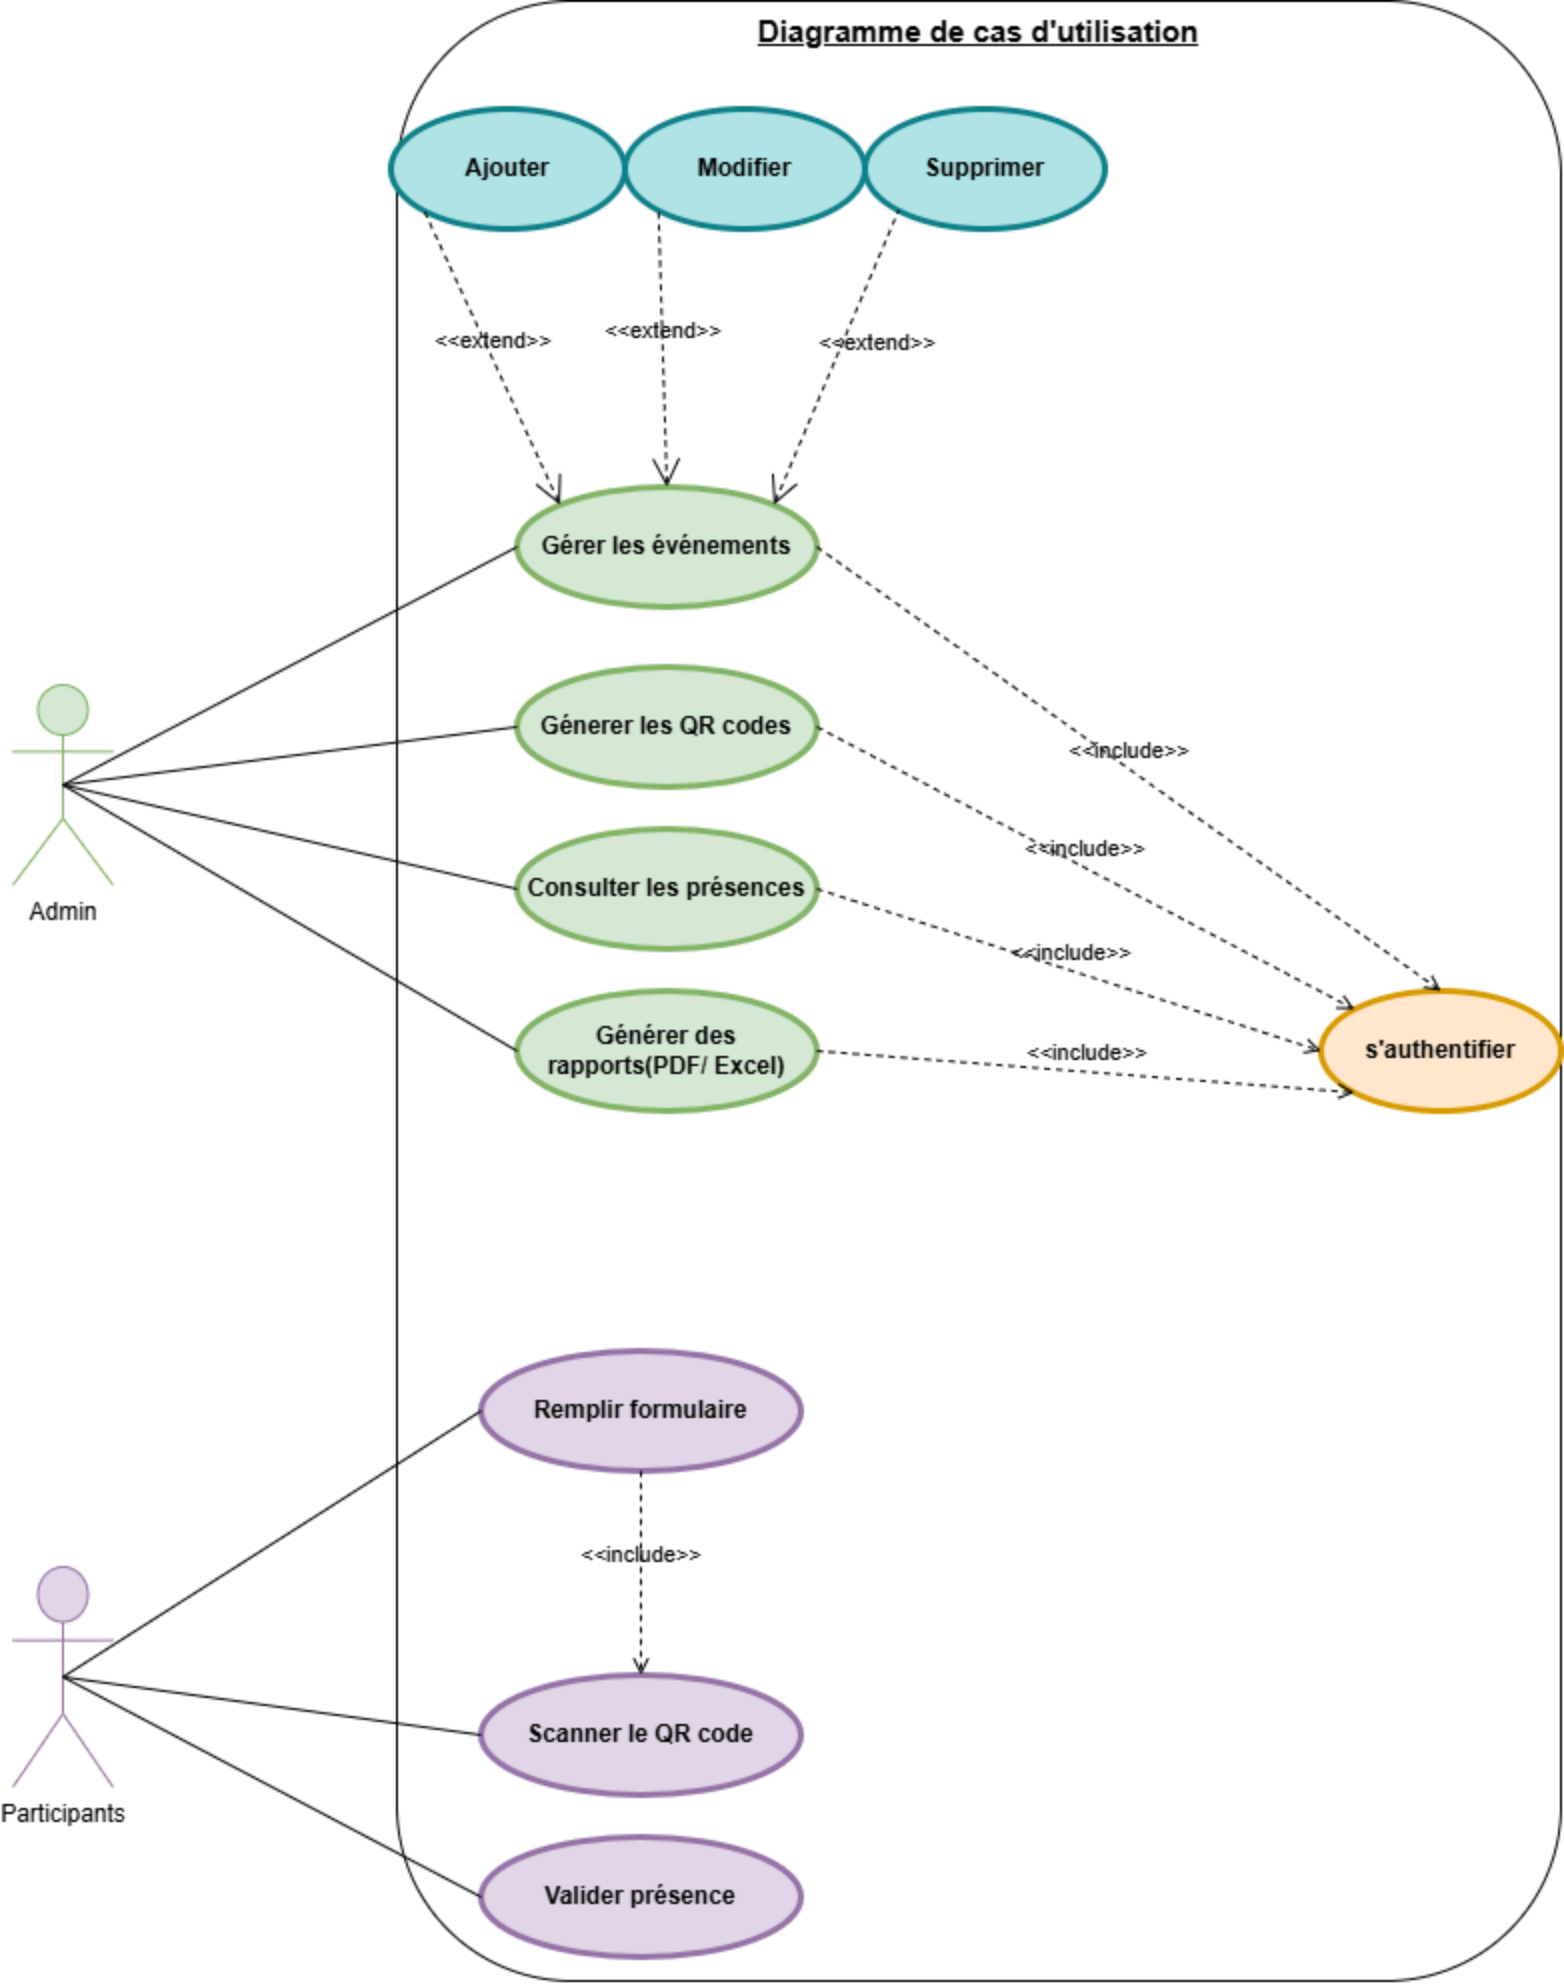 Diagramme de cas d'utilisation
Ajouter
Modifier
Supprimer
<<extend>>
<<extend>>
<<extend>>
Gérer les événements
Génerer les QR codes
<<include>>
<<include>>
Consulter les présences
Admin
<<include>>
Générer des
rapports(PDF/ Excel)
<<include>>
s'authentifier
Remplir formulaire
<<include>>
Scanner le QR code
Participants
Valider présence